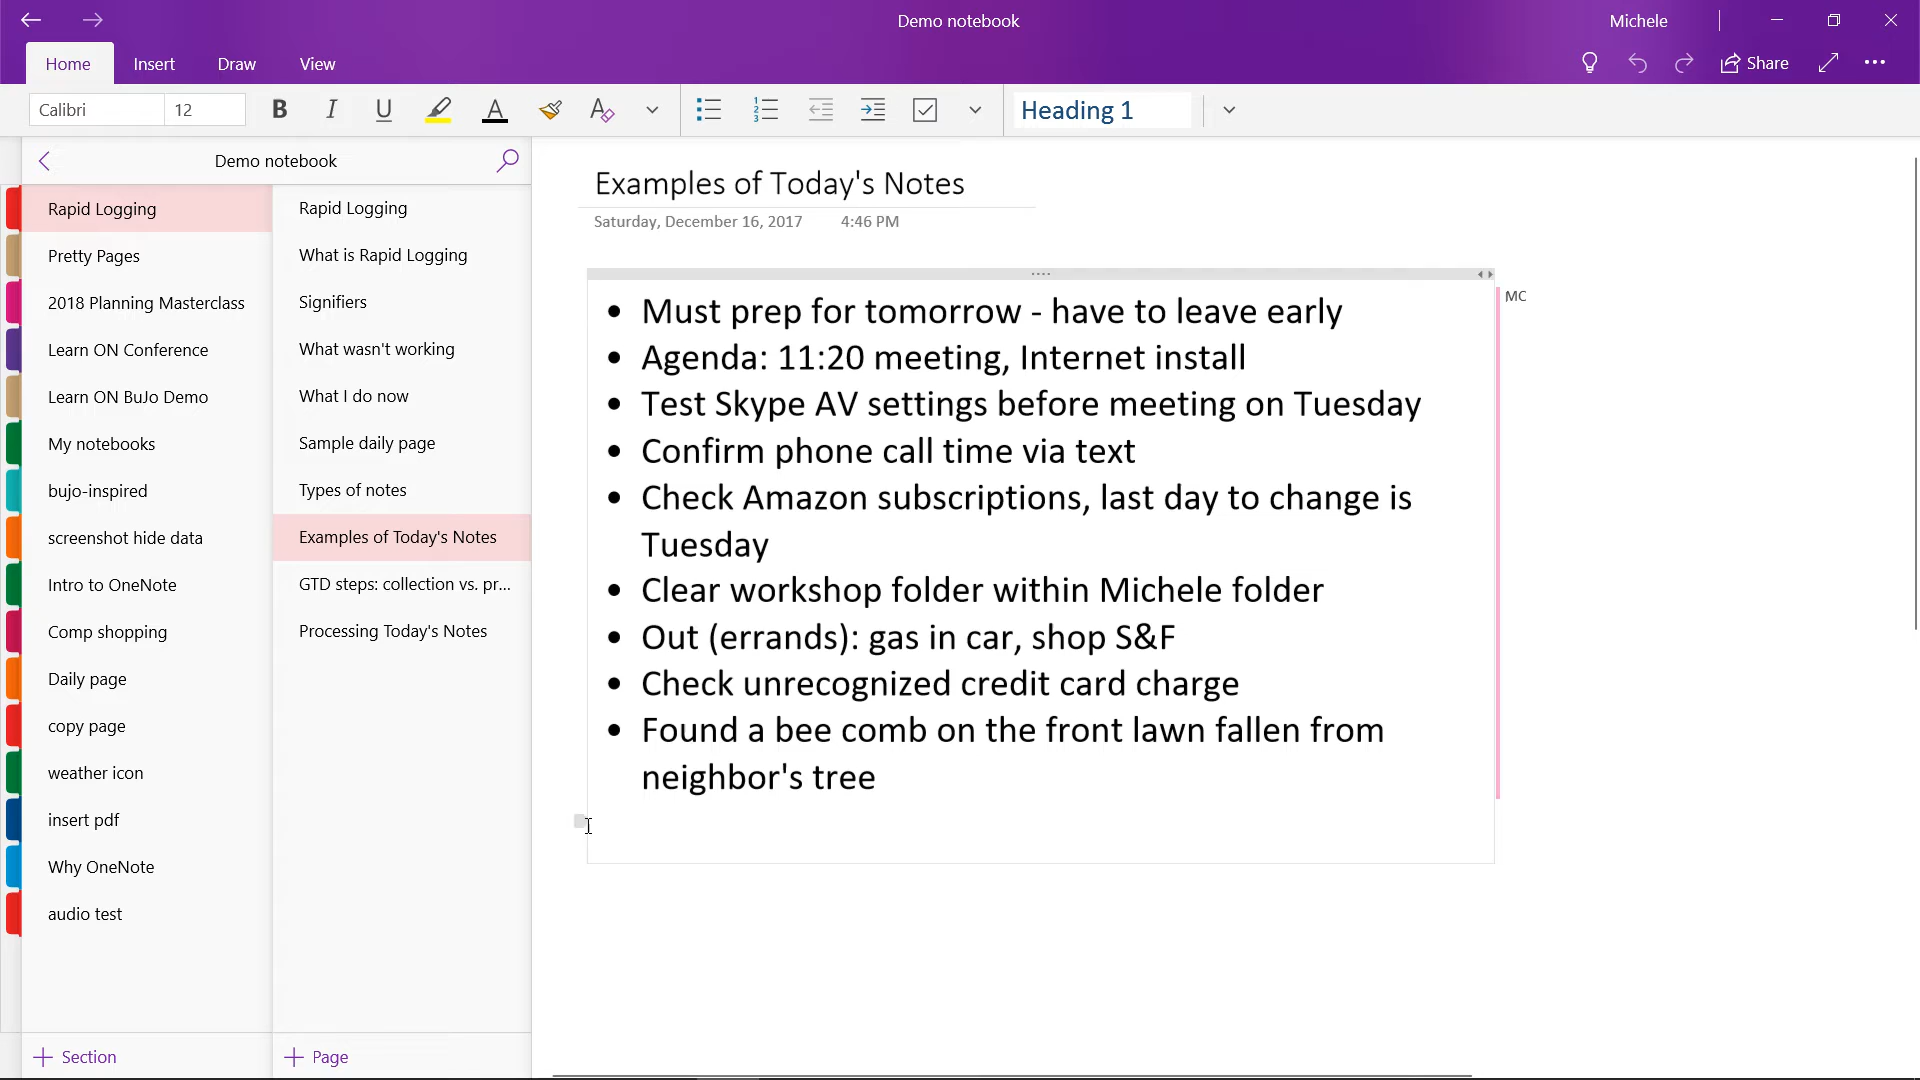 Demo notebook
Michele
Home Insert Draw View
Share
Calibri 12 B I U A A Heading 1
Demo notebook
Rapid Logging
Pretty Pages
2018 Planning Masterclass
Learn ON Conference
Learn ON BuJo Demo
My notebooks
bujo-inspired
screenshot hide data
Intro to OneNote
Comp shopping
Daily page
copy page
weather icon
insert pdf
Why OneNote
audio test
Section
Rapid Logging
What is Rapid Logging
Signifiers
What wasn't working
What I do now
Sample daily page
Types of notes
Examples of Today's Notes
GTD steps: collection vs. pr...
Processing Today's Notes
Page
Examples of Today's Notes
Saturday, December 16, 2017 4:46 PM
• Must prep for tomorrow - have to leave early
• Agenda: 11:20 meeting, Internet install
• Test Skype AV settings before meeting on Tuesday
• Confirm phone call time via text
• Check Amazon subscriptions, last day to change is
Tuesday
• Clear workshop folder within Michele folder
• Out (errands): gas in car, shop S&F
• Check unrecognized credit card charge
• Found a bee comb on the front lawn fallen from
neighbor's tree
MC